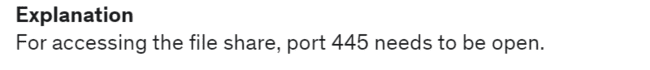 Explanation
For accessing the file share, port 445 needs to be open.